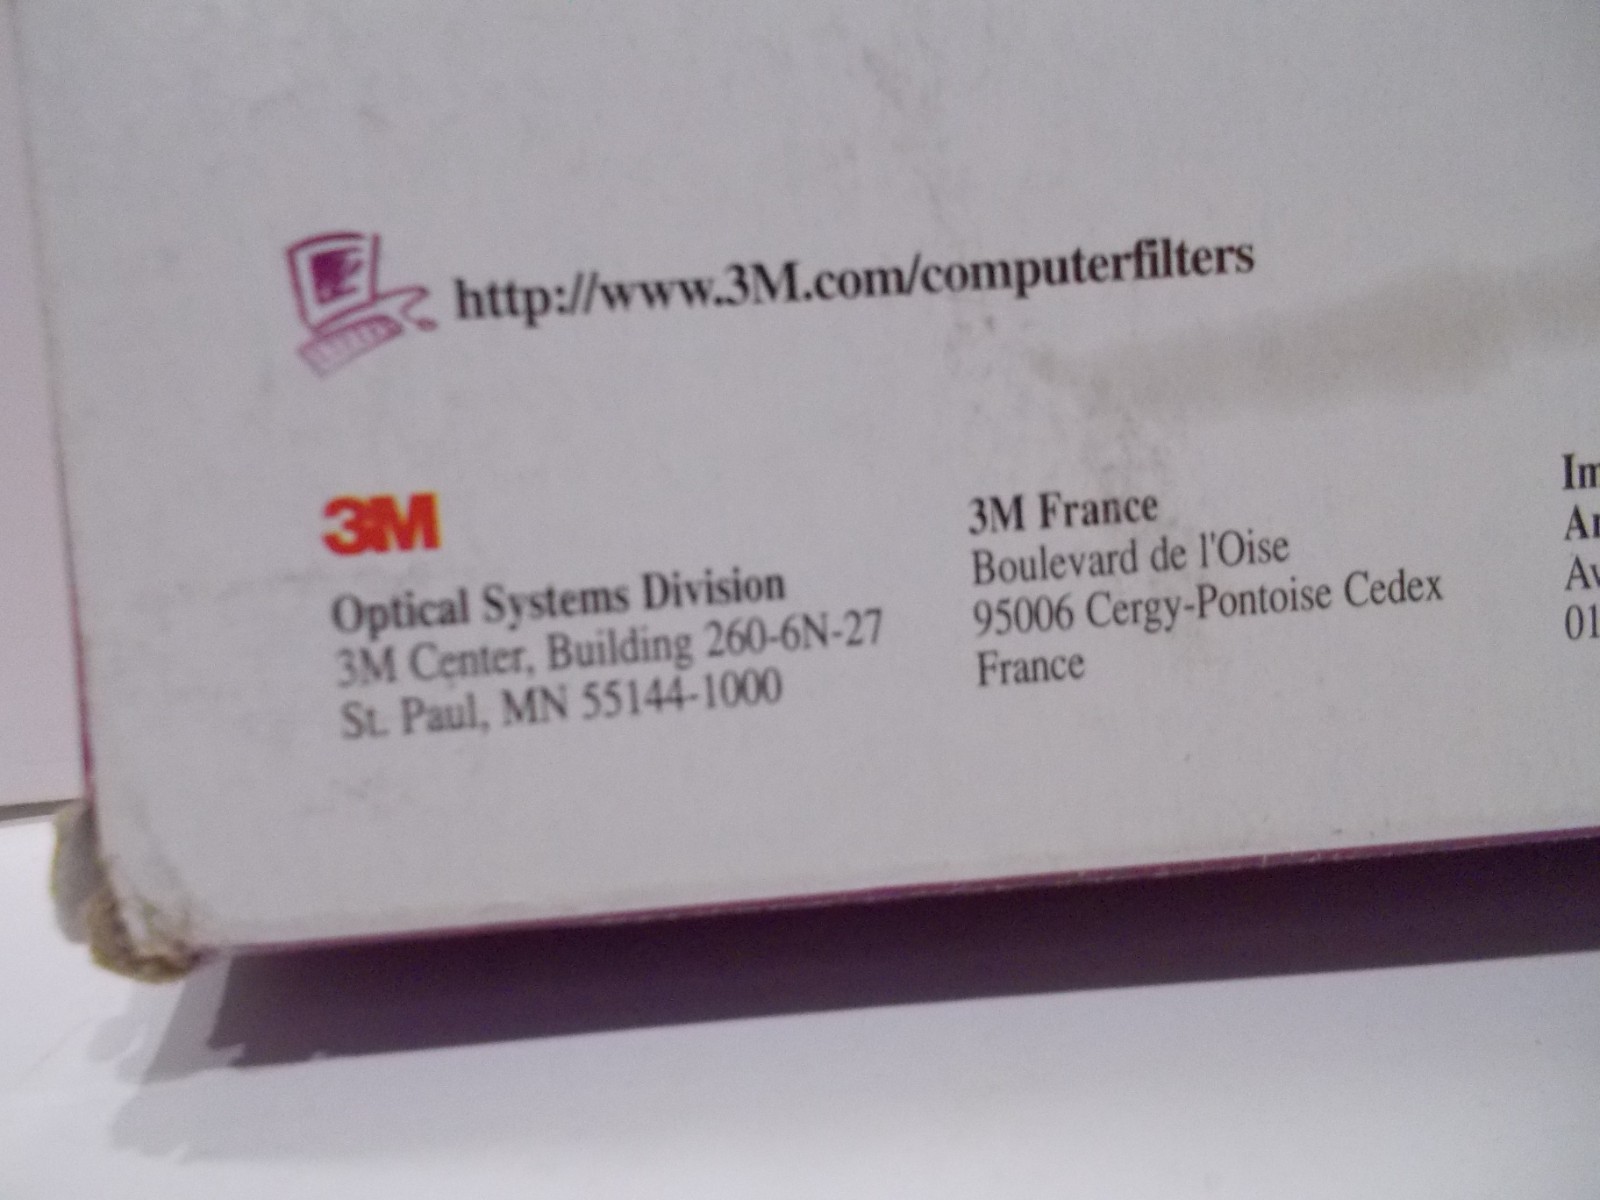 http://www.3M.com/computerfilters
3M
Optical Systems Division
3M Center, Building 260-6N-27
St. Paul, MN 55144-1000
3M France
Boulevard de l'Oise
95006 Cergy-Pontoise Cedex
France
01